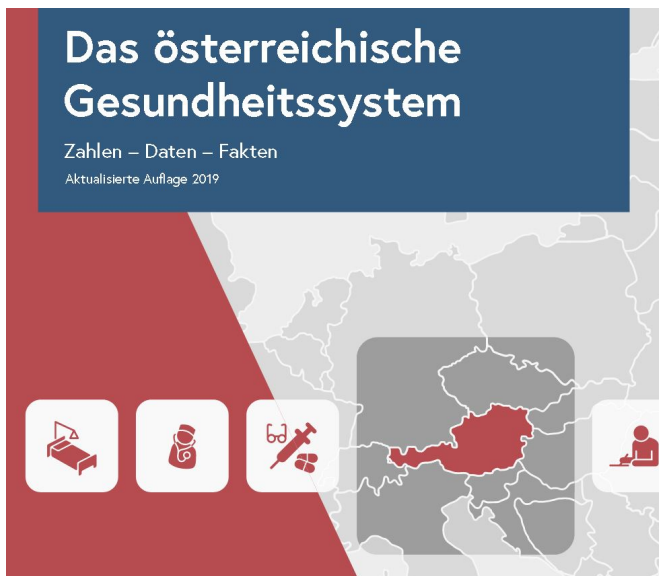 Das österreichische
Gesundheitssystem
Zahlen – Daten – Fakten
Aktualisierte Auflage 2019